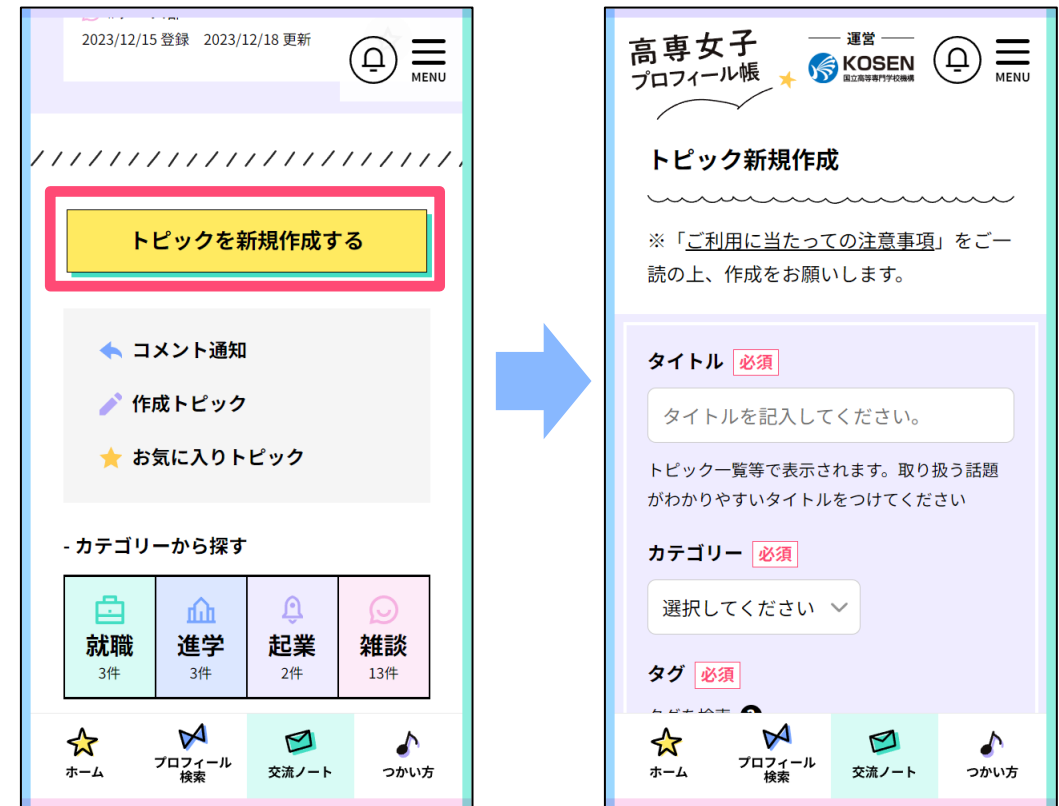 2023/12/15 登録 2023/12/18 更新
MENU
トピックを新規作成する
コメント通知
作成トピック
お気に入りトピック
- カテゴリーから探す
就職
3件
進学
3件
起業
2件
雑談
13件
ホーム
プロフィール
検索
交流ノート
つかい方
高専女子
プロフィール帳
運営
KOSEN
国立高等専門学校機構
MENU
トピック新規作成
※「ご利用に当たっての注意事項」をご一
読の上、作成をお願いします。
タイトル 必須
タイトルを記入してください。
トピック一覧等で表示されます。取り扱う話題
がわかりやすいタイトルをつけてください
カテゴリー 必須
選択してください
タグ 必須
ホーム
プロフィール
検索
交流ノート
つかい方